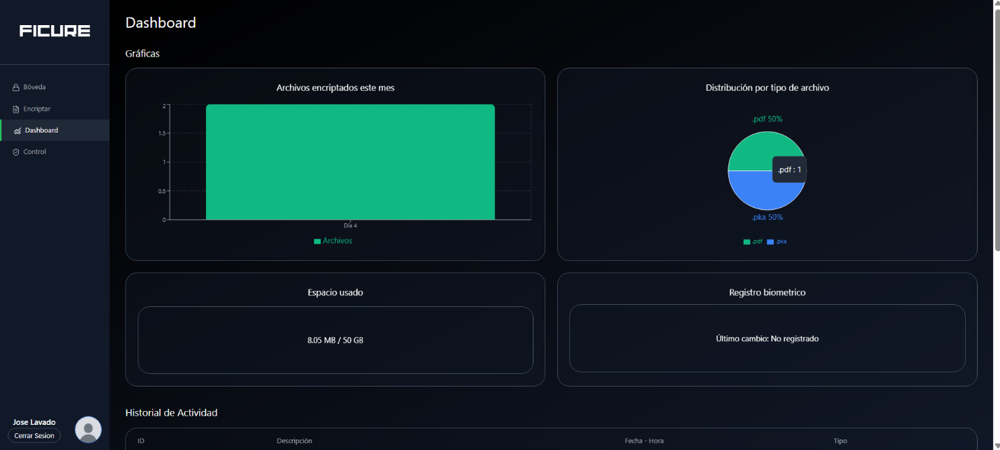 FICURE
Bóveda
Encriptar
Dashboard
Control
Jose Lavado
Cerrar Sesion
Dashboard
Gráficas
Archivos encriptados este mes
2
1.5
1
0.5
0
Día 4
Archivos
Distribución por tipo de archivo
.pdf 50%
.pdf : 1
.pka 50%
.pdf .pka
Espacio usado
8.05 MB / 50 GB
Registro biometrico
Último cambio: No registrado
Historial de Actividad
ID Descripción Fecha - Hora Tipo